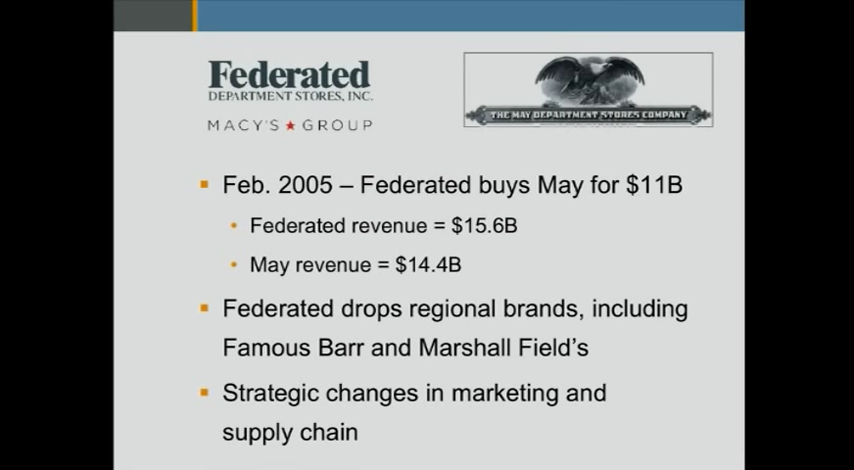 Federated
DEPARTMENT STORES, INC.
MACY'S GROUP
THE MAY DEPARTMENT STORES COMPANY
Feb. 2005 – Federated buys May for $11B
Federated revenue = $15.6B
May revenue = $14.4B
Federated drops regional brands, including
Famous Barr and Marshall Field's
Strategic changes in marketing and
supply chain